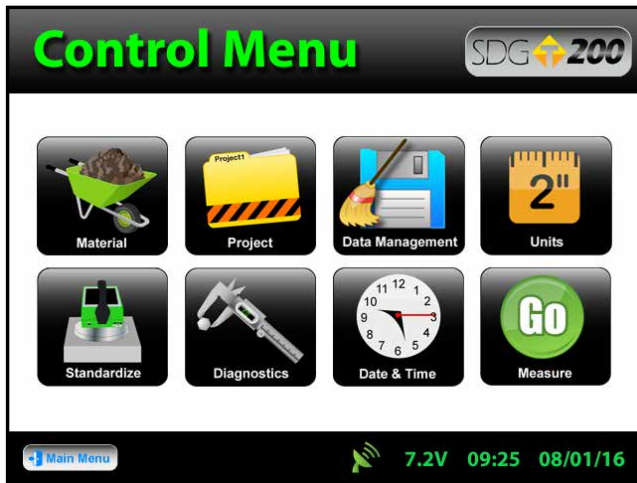 Control Menu
SDG T 200
Project1
2"
Material
Project
Data Management
Units
12
11
1
10
2
9
3
8
4
7
5
6
Go
Standardize
Diagnostics
Date & Time
Measure
Main Menu
7.2V 09:25 08/01/16